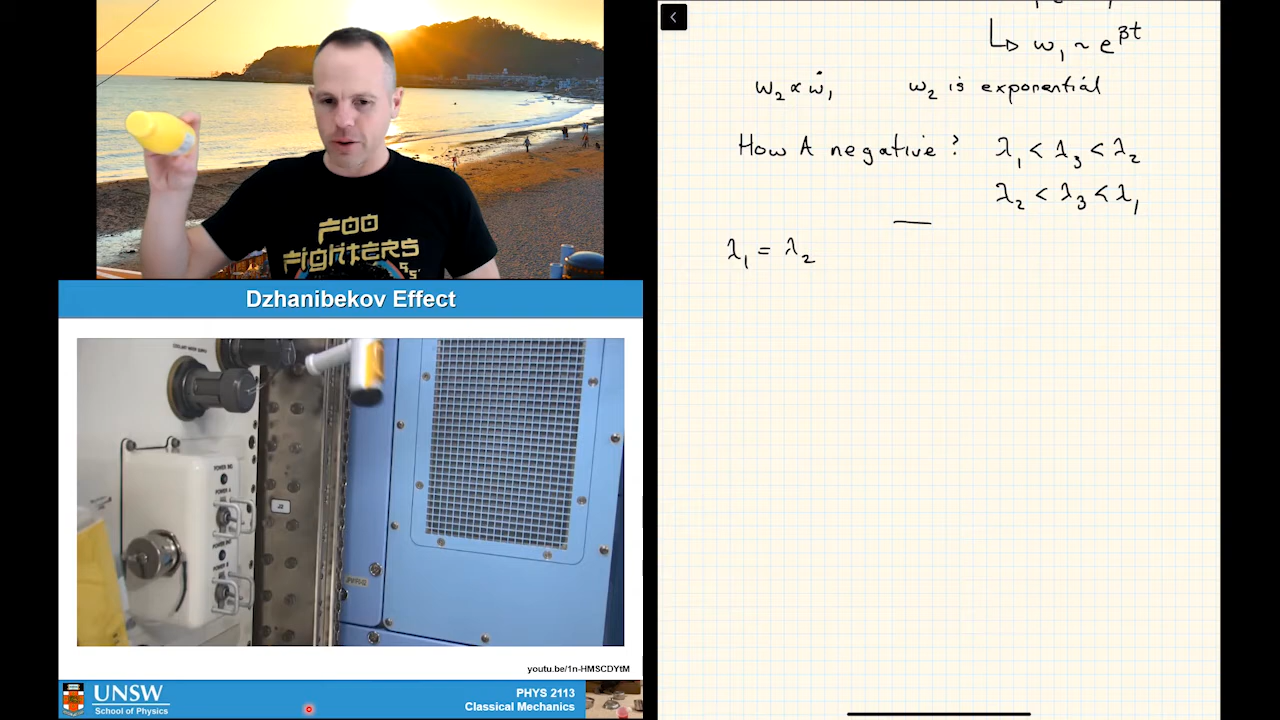 FOO
FIGHTERS
Dzhanibekov Effect
youtu.be/1n-HMSCDYtM
UNSW
School of Physics
PHYS 2113
Classical Mechanics
↳ ω₁ ~ e^βt
ω₂ ∝ ω̇₁ ω₂ is exponential
How A negative? λ₁ < λ₃ < λ₂
λ₂ < λ₃ < λ₁
λ₁ = λ₂